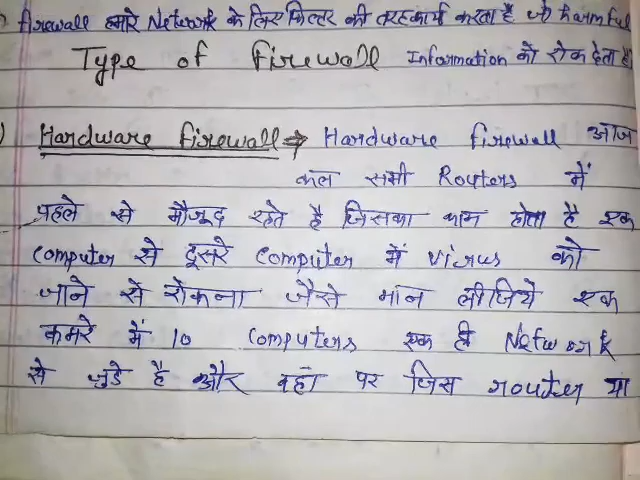 firewall हमारे Network के लिए फिल्टर की तरह कार्य करता है जो harmful
Type of firewall Information को रोक देता है
Hardware firewall → Hardware firewall आज
कल सभी Routers में
पहले से मौजूद रहते है जिसका काम होता है एक
computer से दूसरे computer में Virus को
जाने से रोकना जैसे मान लीजिये एक
कमरे में 10 computers एक ही Network
से जुडे है और वहाँ पर जिस router या